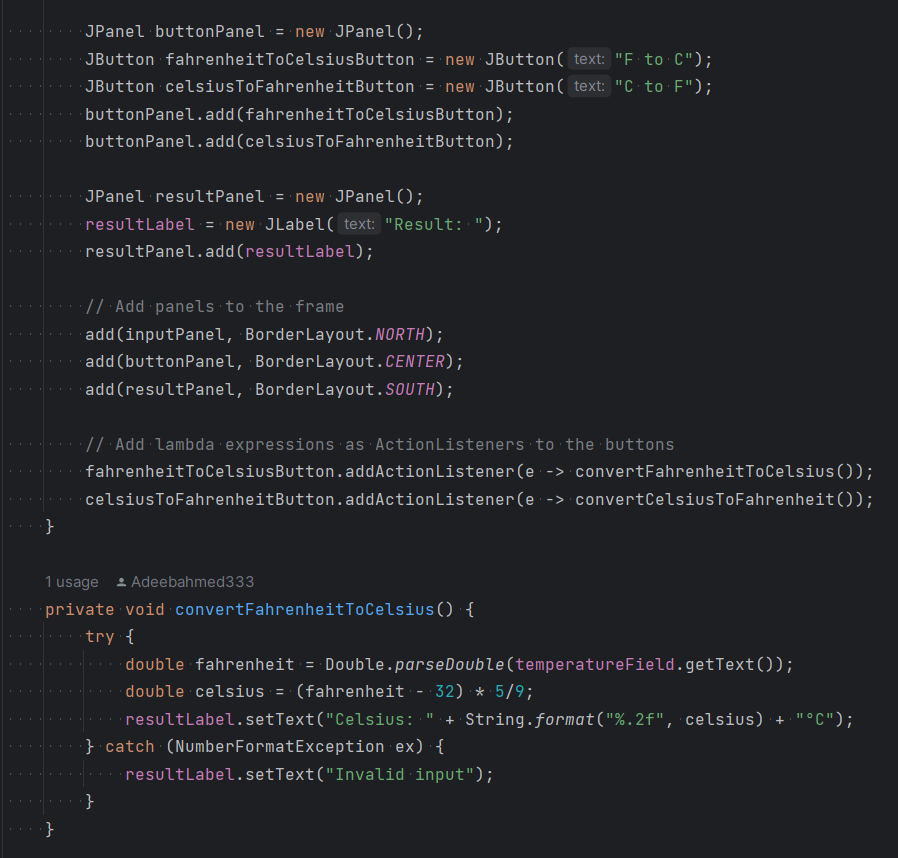 JPanel buttonPanel = new JPanel();
JButton fahrenheitToCelsiusButton = new JButton( text: "F to C");
JButton celsiusToFahrenheitButton = new JButton( text: "C to F");
buttonPanel.add(fahrenheitToCelsiusButton);
buttonPanel.add(celsiusToFahrenheitButton);

JPanel resultPanel = new JPanel();
resultLabel = new JLabel( text: "Result: ");
resultPanel.add(resultLabel);

// Add panels to the frame
add(inputPanel, BorderLayout.NORTH);
add(buttonPanel, BorderLayout.CENTER);
add(resultPanel, BorderLayout.SOUTH);

// Add lambda expressions as ActionListeners to the buttons
fahrenheitToCelsiusButton.addActionListener(e -> convertFahrenheitToCelsius());
celsiusToFahrenheitButton.addActionListener(e -> convertCelsiusToFahrenheit());
}

1 usage Adeebahmed333
private void convertFahrenheitToCelsius() {
try {
double fahrenheit = Double.parseDouble(temperatureField.getText());
double celsius = (fahrenheit - 32) * 5/9;
resultLabel.setText("Celsius: " + String.format("%.2f", celsius) + "°C");
} catch (NumberFormatException ex) {
resultLabel.setText("Invalid input");
}
}